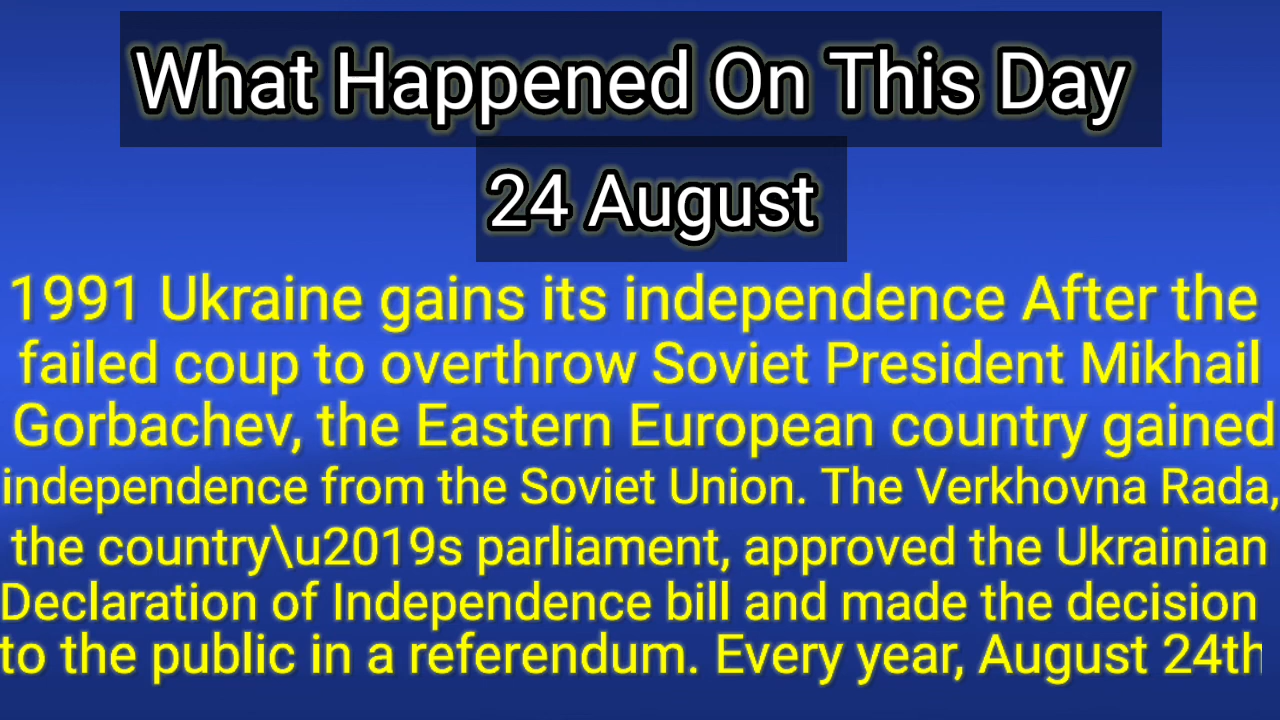 What Happened On This Day
24 August
1991 Ukraine gains its independence After the
failed coup to overthrow Soviet President Mikhail
Gorbachev, the Eastern European country gained
independence from the Soviet Union. The Verkhovna Rada,
the country\u2019s parliament, approved the Ukrainian
Declaration of Independence bill and made the decision
to the public in a referendum. Every year, August 24th